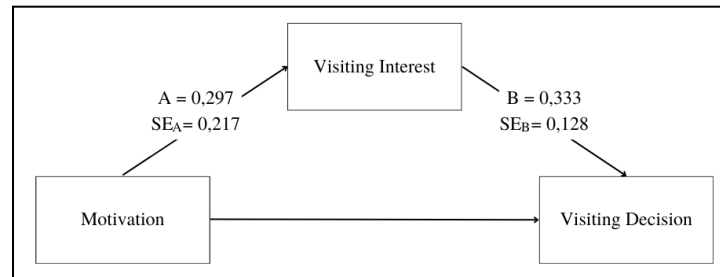 Visiting Interest
A = 0,297
SEA= 0,217
B = 0,333
SEB= 0,128
Motivation
Visiting Decision